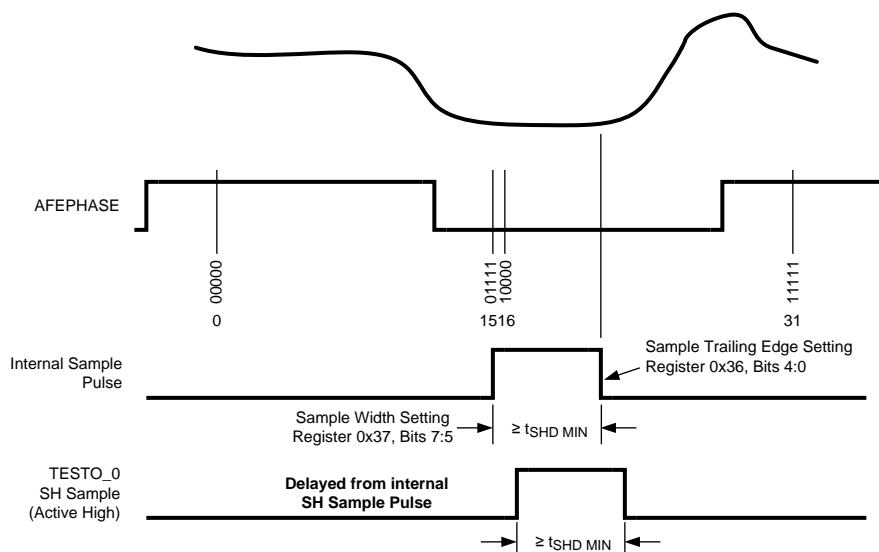 AFEPHASE
00000
01111
10000
11111
0
1516
31
Internal Sample
Pulse
Sample Trailing Edge Setting
Register 0x36, Bits 4:0
Sample Width Setting
Register 0x37, Bits 7:5
≥ tSHD MIN
TESTO_0
SH Sample
(Active High)
Delayed from internal
SH Sample Pulse
≥ tSHD MIN